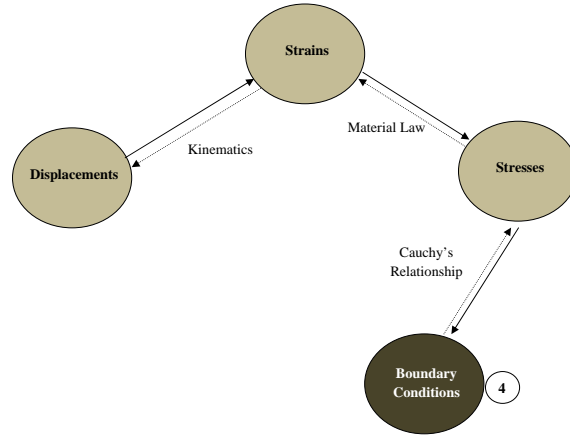 Strains
Material Law
Kinematics
Displacements
Stresses
Cauchy's
Relationship
Boundary
Conditions
4